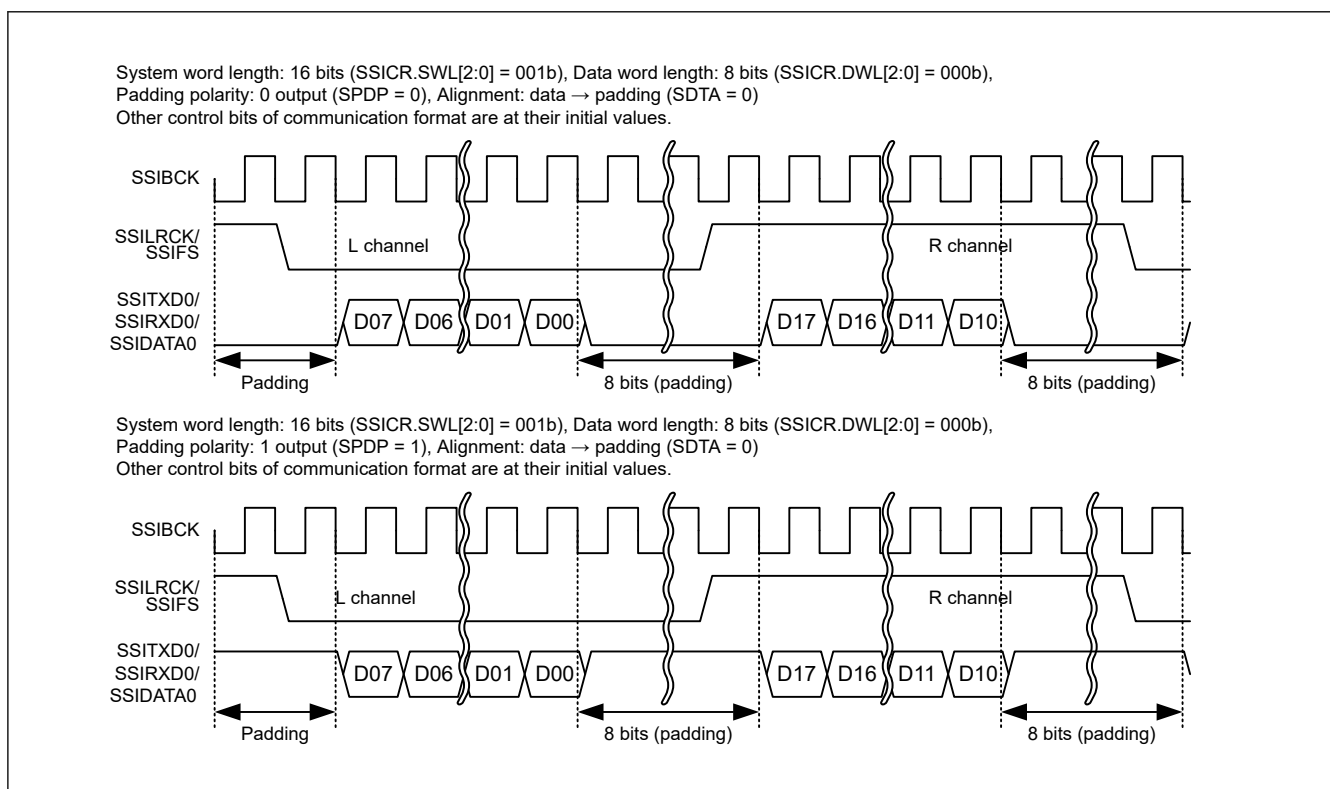 System word length: 16 bits (SSICR.SWL[2:0] = 001b), Data word length: 8 bits (SSICR.DWL[2:0] = 000b),
Padding polarity: 0 output (SPDP = 0), Alignment: data → padding (SDTA = 0)
Other control bits of communication format are at their initial values.
SSIBCK
SSILRCK/
SSIFS
L channel
R channel
SSITXD0/
SSIRXD0/
SSIDATA0
D07 D06 D01 D00 D17 D16 D11 D10
Padding
8 bits (padding)
8 bits (padding)
System word length: 16 bits (SSICR.SWL[2:0] = 001b), Data word length: 8 bits (SSICR.DWL[2:0] = 000b),
Padding polarity: 1 output (SPDP = 1), Alignment: data → padding (SDTA = 0)
Other control bits of communication format are at their initial values.
SSIBCK
SSILRCK/
SSIFS
L channel
R channel
SSITXD0/
SSIRXD0/
SSIDATA0
D07 D06 D01 D00 D17 D16 D11 D10
Padding
8 bits (padding)
8 bits (padding)